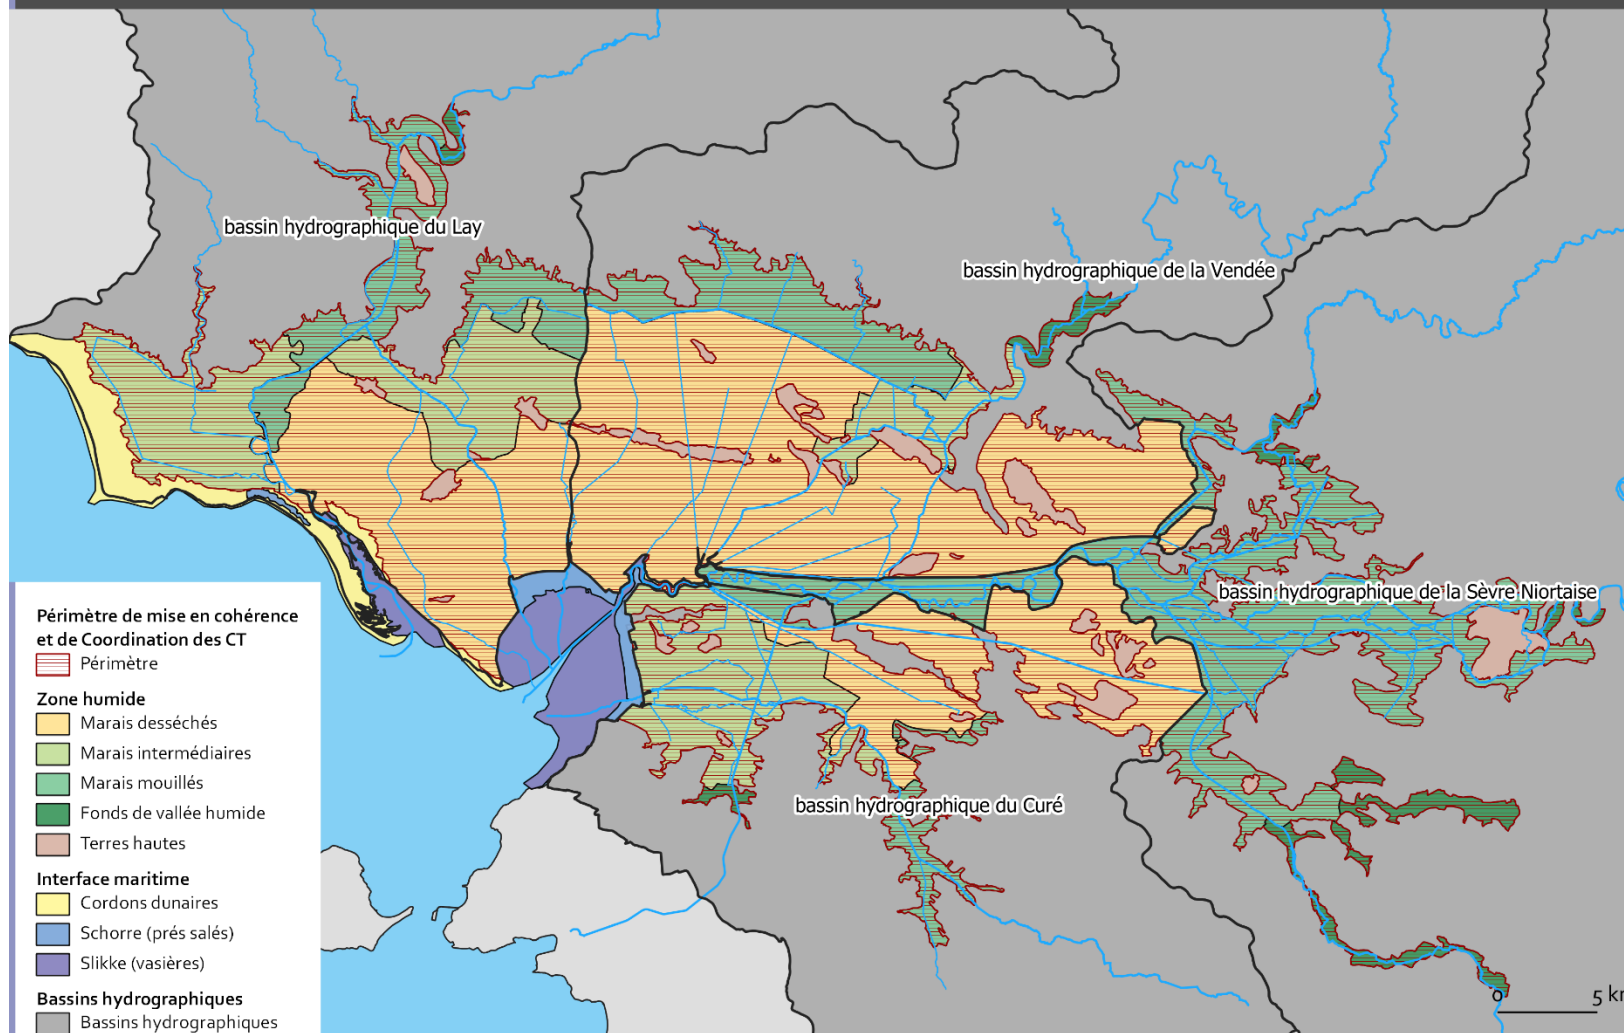 bassin hydrographique du Lay
bassin hydrographique de la Vendée
bassin hydrographique de la Sèvre Niortaise
bassin hydrographique du Curé
Périmètre de mise en cohérence
et de Coordination des CT
Périmètre
Zone humide
Marais desséchés
Marais intermédiaires
Marais mouillés
Fonds de vallée humide
Terres hautes
Interface maritime
Cordons dunaires
Schorre (prés salés)
Slikke (vasières)
Bassins hydrographiques
Bassins hydrographiques
0 5 km